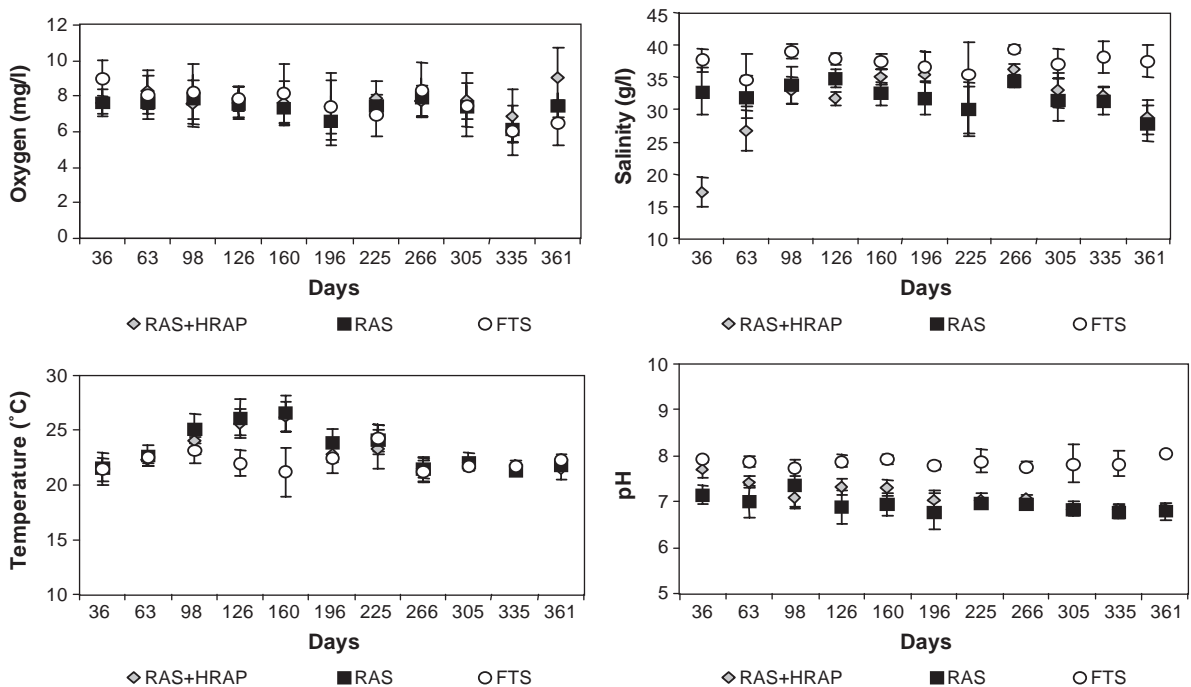 12
10
8
6
4
2
0
Oxygen (mg/l)
36 63 98 126 160 196 225 266 305 335 361
Days
RAS+HRAP RAS FTS
45
40
35
30
25
20
15
10
Salinity (g/l)
36 63 98 126 160 196 225 266 305 335 361
Days
RAS+HRAP RAS FTS
30
25
20
15
10
Temperature (˚C)
36 63 98 126 160 196 225 266 305 335 361
Days
RAS+HRAP RAS FTS
10
9
8
7
6
5
pH
36 63 98 126 160 196 225 266 305 335 361
Days
RAS+HRAP RAS FTS